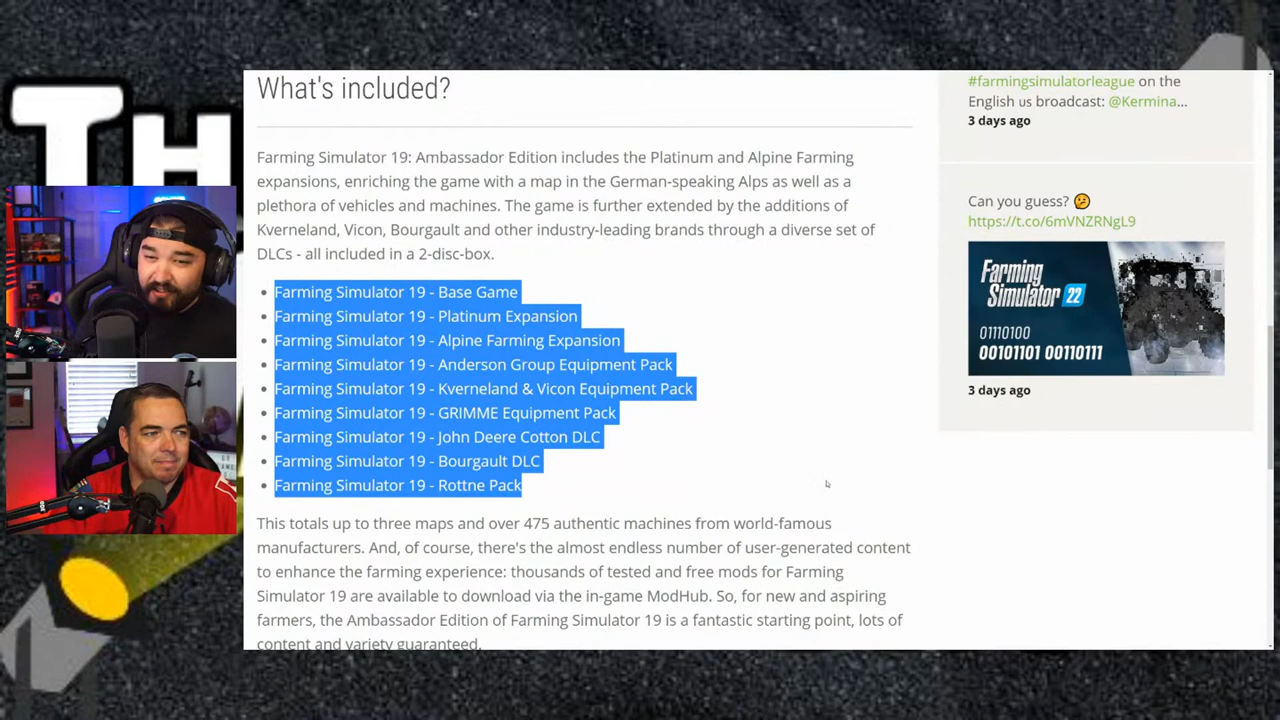 Th
What's included?
Farming Simulator 19: Ambassador Edition includes the Platinum and Alpine Farming
expansions, enriching the game with a map in the German-speaking Alps as well as a
plethora of vehicles and machines. The game is further extended by the additions of
Kverneland, Vicon, Bourgault and other industry-leading brands through a diverse set of
DLCs - all included in a 2-disc-box.
• Farming Simulator 19 - Base Game
• Farming Simulator 19 - Platinum Expansion
• Farming Simulator 19 - Alpine Farming Expansion
• Farming Simulator 19 - Anderson Group Equipment Pack
• Farming Simulator 19 - Kverneland & Vicon Equipment Pack
• Farming Simulator 19 - GRIMME Equipment Pack
• Farming Simulator 19 - John Deere Cotton DLC
• Farming Simulator 19 - Bourgault DLC
• Farming Simulator 19 - Rottne Pack
This totals up to three maps and over 475 authentic machines from world-famous
manufacturers. And, of course, there's the almost endless number of user-generated content
to enhance the farming experience: thousands of tested and free mods for Farming
Simulator 19 are available to download via the in-game ModHub. So, for new and aspiring
farmers, the Ambassador Edition of Farming Simulator 19 is a fantastic starting point, lots of
content and variety guaranteed.
#farmingsimulatorleague on the
English us broadcast: @Kermina...
3 days ago
Can you guess? 🤔
https://t.co/6mVNZRNgL9
Farming
Simulator 22
01110100
00101101 00110111
3 days ago